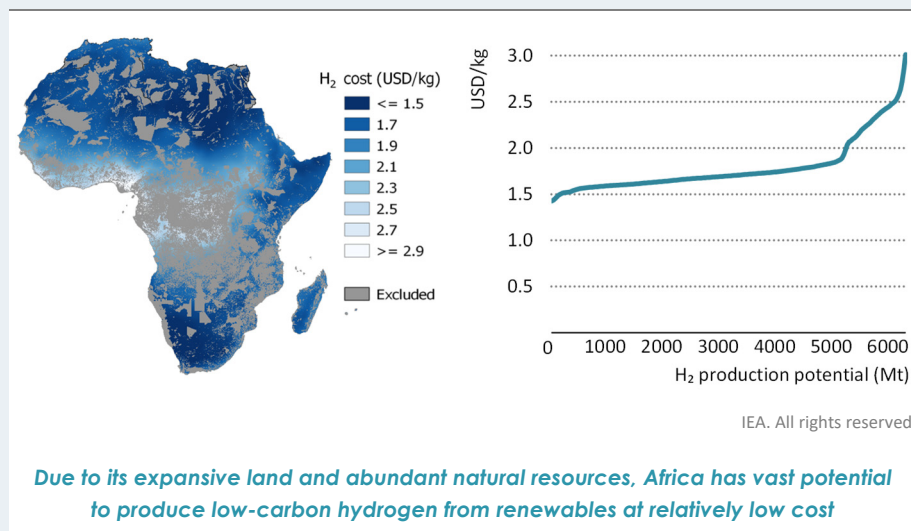 H₂ cost (USD/kg)
<= 1.5
1.7
1.9
2.1
2.3
2.5
2.7
>= 2.9
Excluded
USD/kg
3.0
2.5
2.0
1.5
1.0
0.5
0 1000 2000 3000 4000 5000 6000
H₂ production potential (Mt)
IEA. All rights reserved
Due to its expansive land and abundant natural resources, Africa has vast potential
to produce low-carbon hydrogen from renewables at relatively low cost